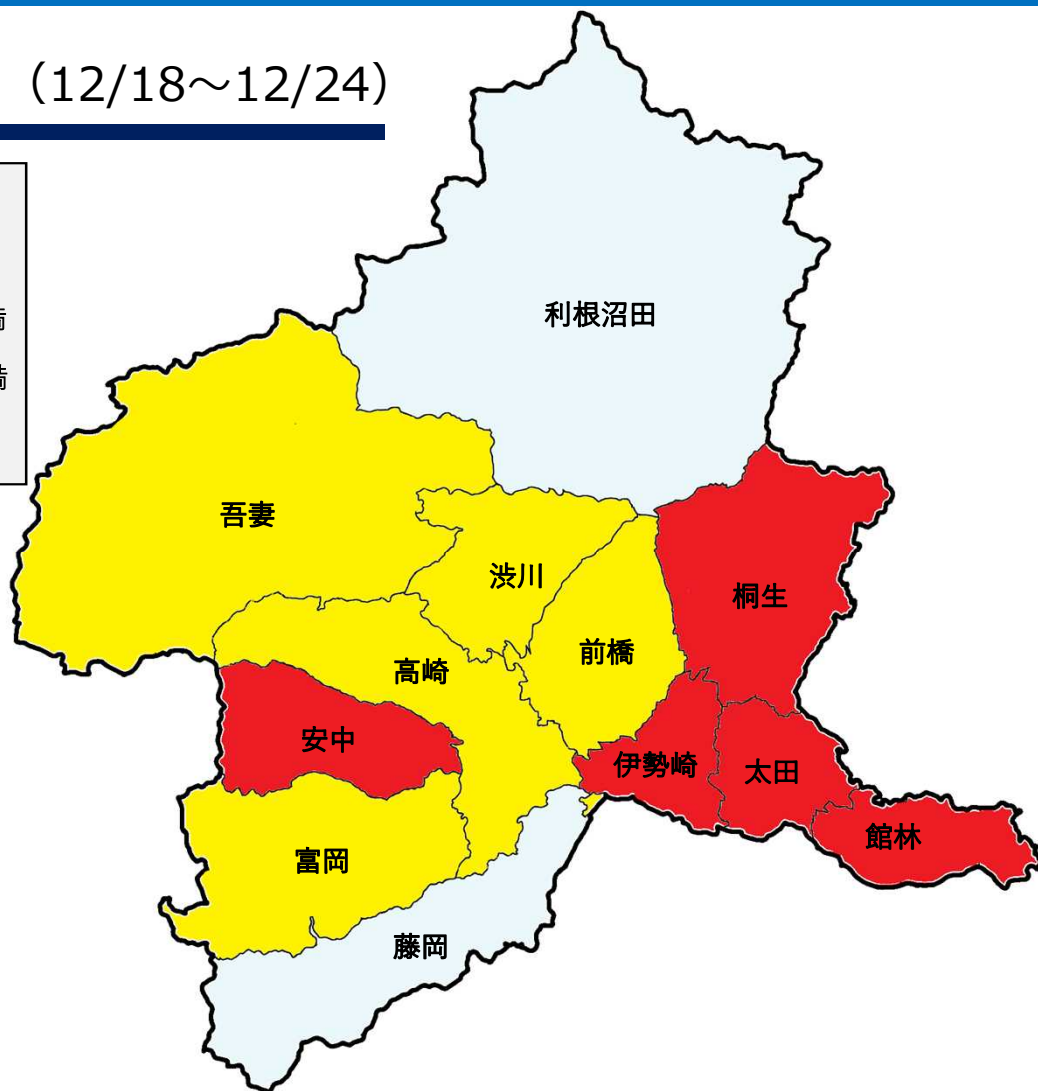 （12/18～12/24）
利根沼田
吾妻
渋川
桐生
前橋
高崎
安中
伊勢崎
太田
館林
富岡
藤岡